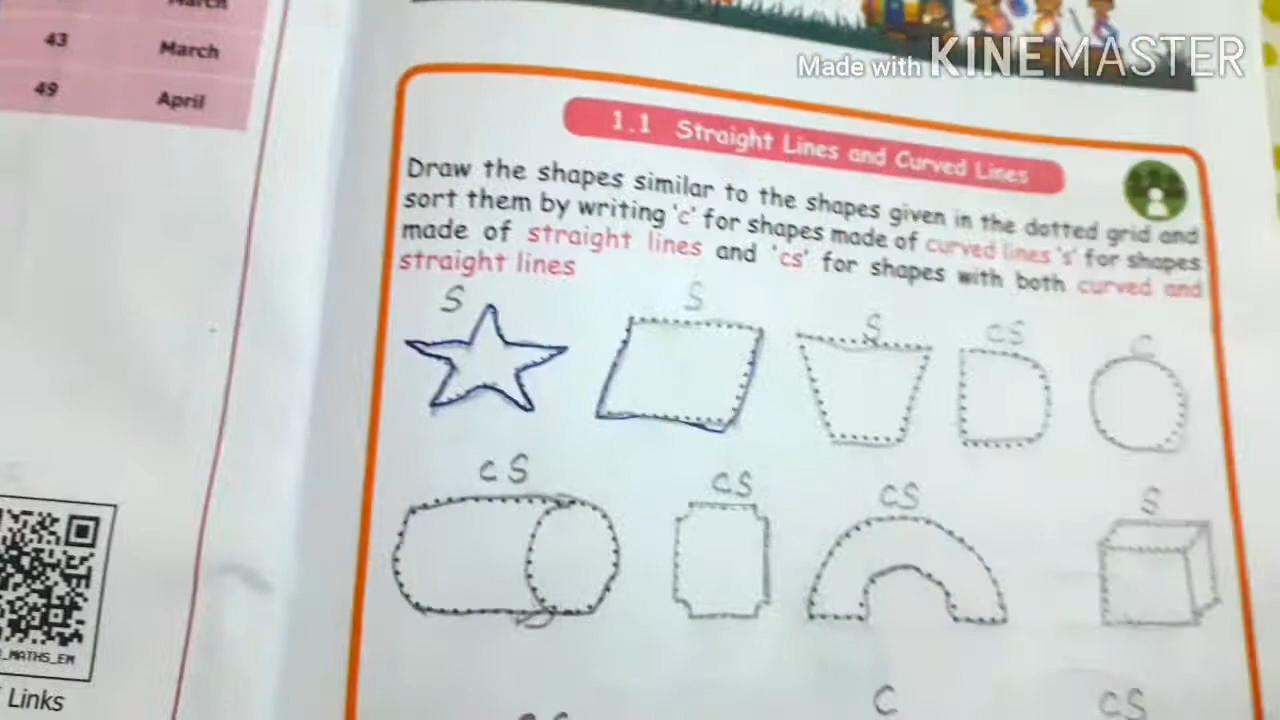 March
43 March
49 April
Made with KINEMASTER
1.1 Straight Lines and Curved Lines
Draw the shapes similar to the shapes given in the dotted grid and
sort them by writing 'c' for shapes made of curved lines 's' for shapes
made of straight lines and 'cs' for shapes with both curved and
straight lines
S S S CS C
CS CS CS S
_MATHS_EM
Links
C CS